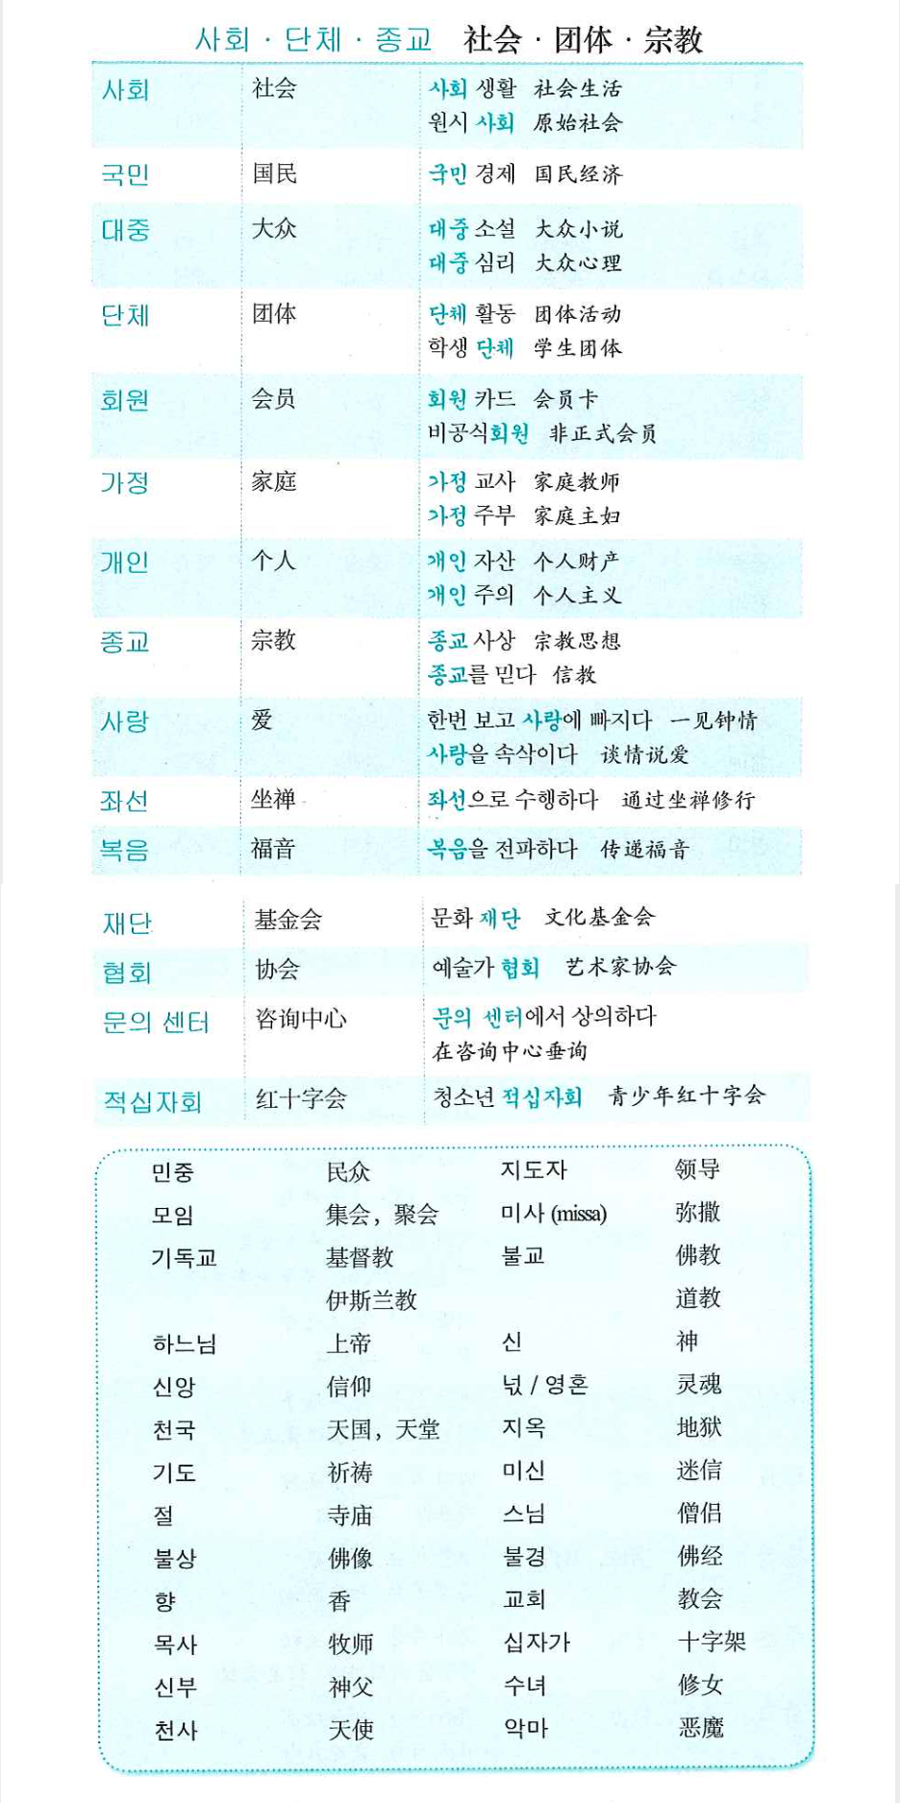 사회 · 단체 · 종교 社会 · 团体 · 宗教
사회 社会 사회 생활 社会生活
원시 사회 原始社会
국민 国民 국민 경제 国民经济
대중 大众 대중 소설 大众小说
대중 심리 大众心理
단체 团体 단체 활동 团体活动
학생 단체 学生团体
회원 会员 회원 카드 会员卡
비공식회원 非正式会员
가정 家庭 가정 교사 家庭教师
가정 주부 家庭主妇
개인 个人 개인 자산 个人财产
개인 주의 个人主义
종교 宗教 종교 사상 宗教思想
종교를 믿다 信教
사랑 爱 한번 보고 사랑에 빠지다 一见钟情
사랑을 속삭이다 谈情说爱
좌선 坐禅 좌선으로 수행하다 通过坐禅修行
복음 福音 복음을 전파하다 传递福音
재단 基金会 문화 재단 文化基金会
협회 协会 예술가 협회 艺术家协会
문의 센터 咨询中心 문의 센터에서 상의하다
在咨询中心垂询
적십자회 红十字会 청소년 적십자회 青少年红十字会
민중 民众 지도자 领导
모임 集会，聚会 미사 (missa) 弥撒
기독교 基督教 불교 佛教
伊斯兰教 道教
하느님 上帝 신 神
신앙 信仰 넋 / 영혼 灵魂
천국 天国，天堂 지옥 地狱
기도 祈祷 미신 迷信
절 寺庙 스님 僧侣
불상 佛像 불경 佛经
향 香 교회 教会
목사 牧师 십자가 十字架
신부 神父 수녀 修女
천사 天使 악마 恶魔